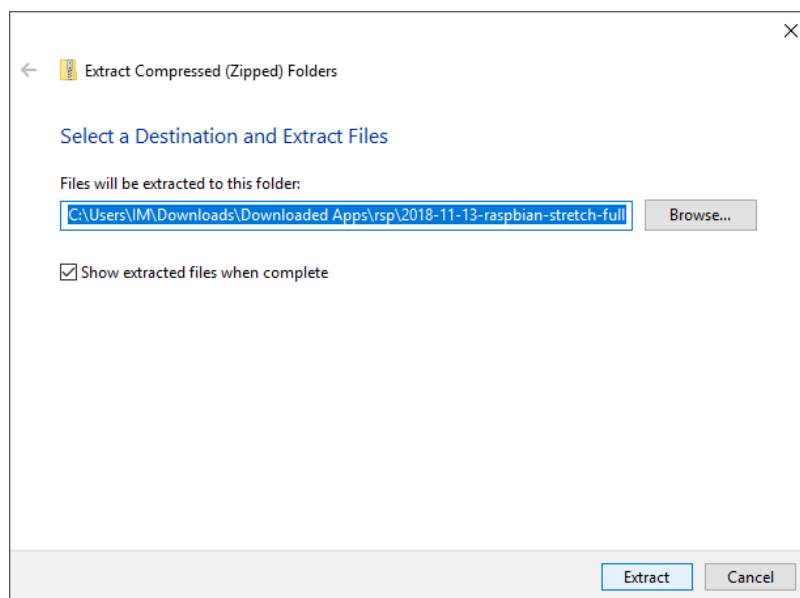 Extract Compressed (Zipped) Folders
Select a Destination and Extract Files
Files will be extracted to this folder:
C:\Users\IM\Downloads\Downloaded Apps\rsp\2018-11-13-raspbian-stretch-full
Browse...
Show extracted files when complete
Extract
Cancel